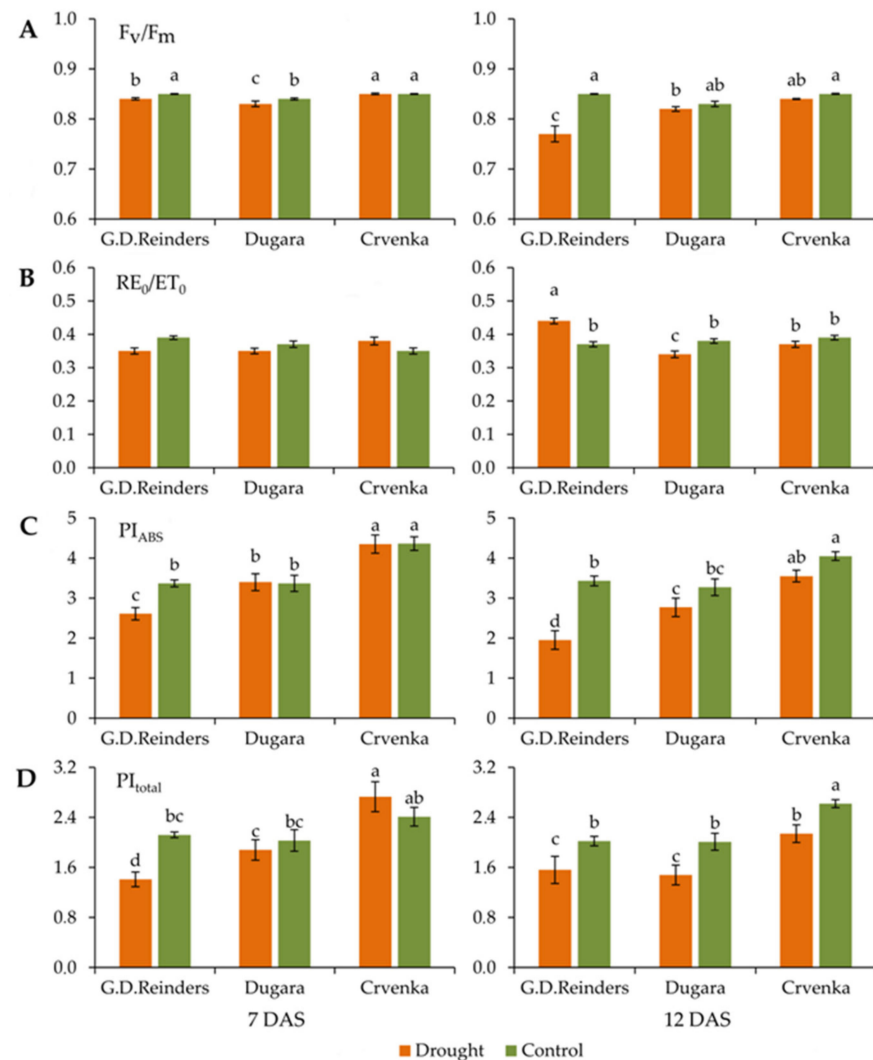 A
Fv/Fm
1.0
0.9
0.8
0.7
0.6
b a c b a a
G.D.Reinders Dugara Crvenka
1.0
0.9
0.8
0.7
0.6
c a b ab ab a
G.D.Reinders Dugara Crvenka
B
RE0/ET0
0.6
0.5
0.4
0.3
0.2
0.1
0.0
G.D.Reinders Dugara Crvenka
0.6
0.5
0.4
0.3
0.2
0.1
0.0
a b c b b b
G.D.Reinders Dugara Crvenka
C
PIABS
5
4
3
2
1
0
c b b b a a
G.D.Reinders Dugara Crvenka
5
4
3
2
1
0
d b c bc ab a
G.D.Reinders Dugara Crvenka
D
PItotal
3.2
2.4
1.6
0.8
0.0
d bc c bc a ab
G.D.Reinders Dugara Crvenka
7 DAS
3.2
2.4
1.6
0.8
0.0
c b c b b a
G.D.Reinders Dugara Crvenka
12 DAS
Drought Control